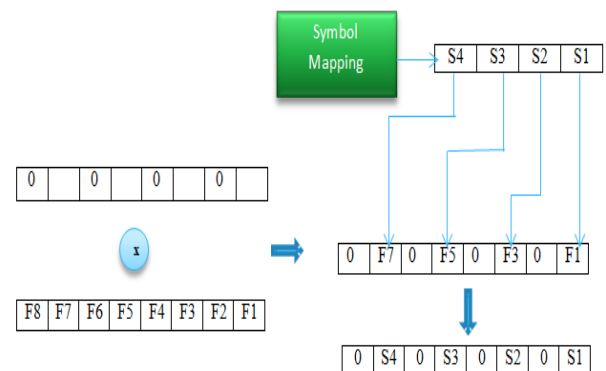 Symbol
Mapping
S4 S3 S2 S1
0 0 0 0
x
0 F7 0 F5 0 F3 0 F1
F8 F7 F6 F5 F4 F3 F2 F1
0 S4 0 S3 0 S2 0 S1